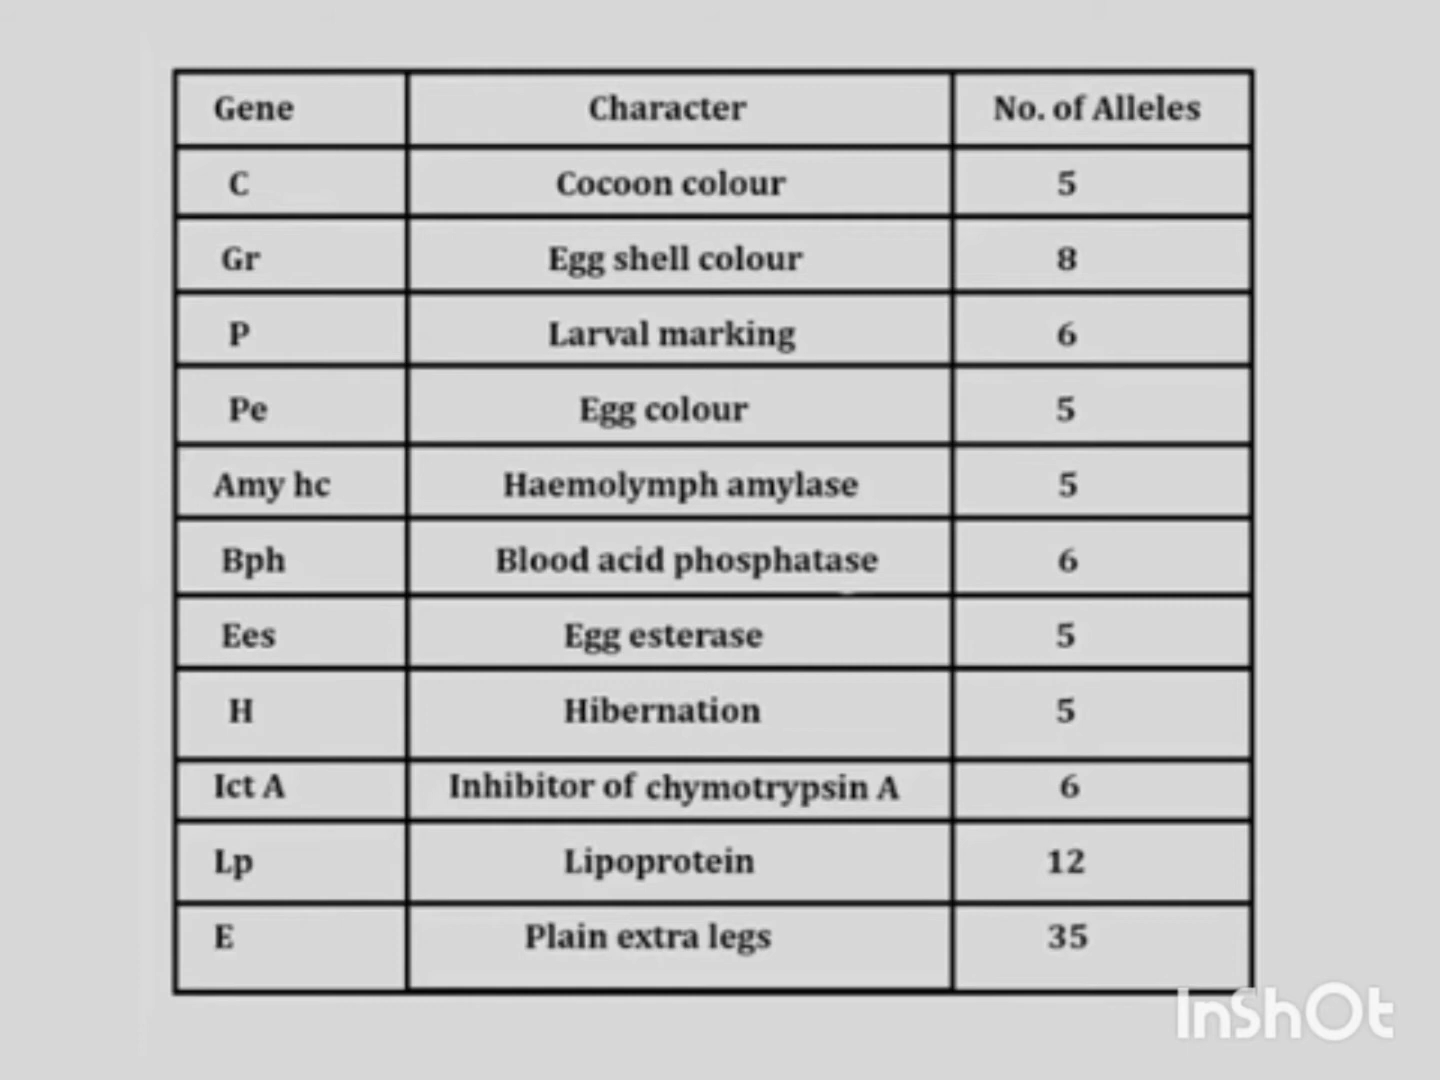 Gene Character No. of Alleles
C Cocoon colour 5
Gr Egg shell colour 8
P Larval marking 6
Pe Egg colour 5
Amy hc Haemolymph amylase 5
Bph Blood acid phosphatase 6
Ees Egg esterase 5
H Hibernation 5
Ict A Inhibitor of chymotrypsin A 6
Lp Lipoprotein 12
E Plain extra legs 35
InShOt